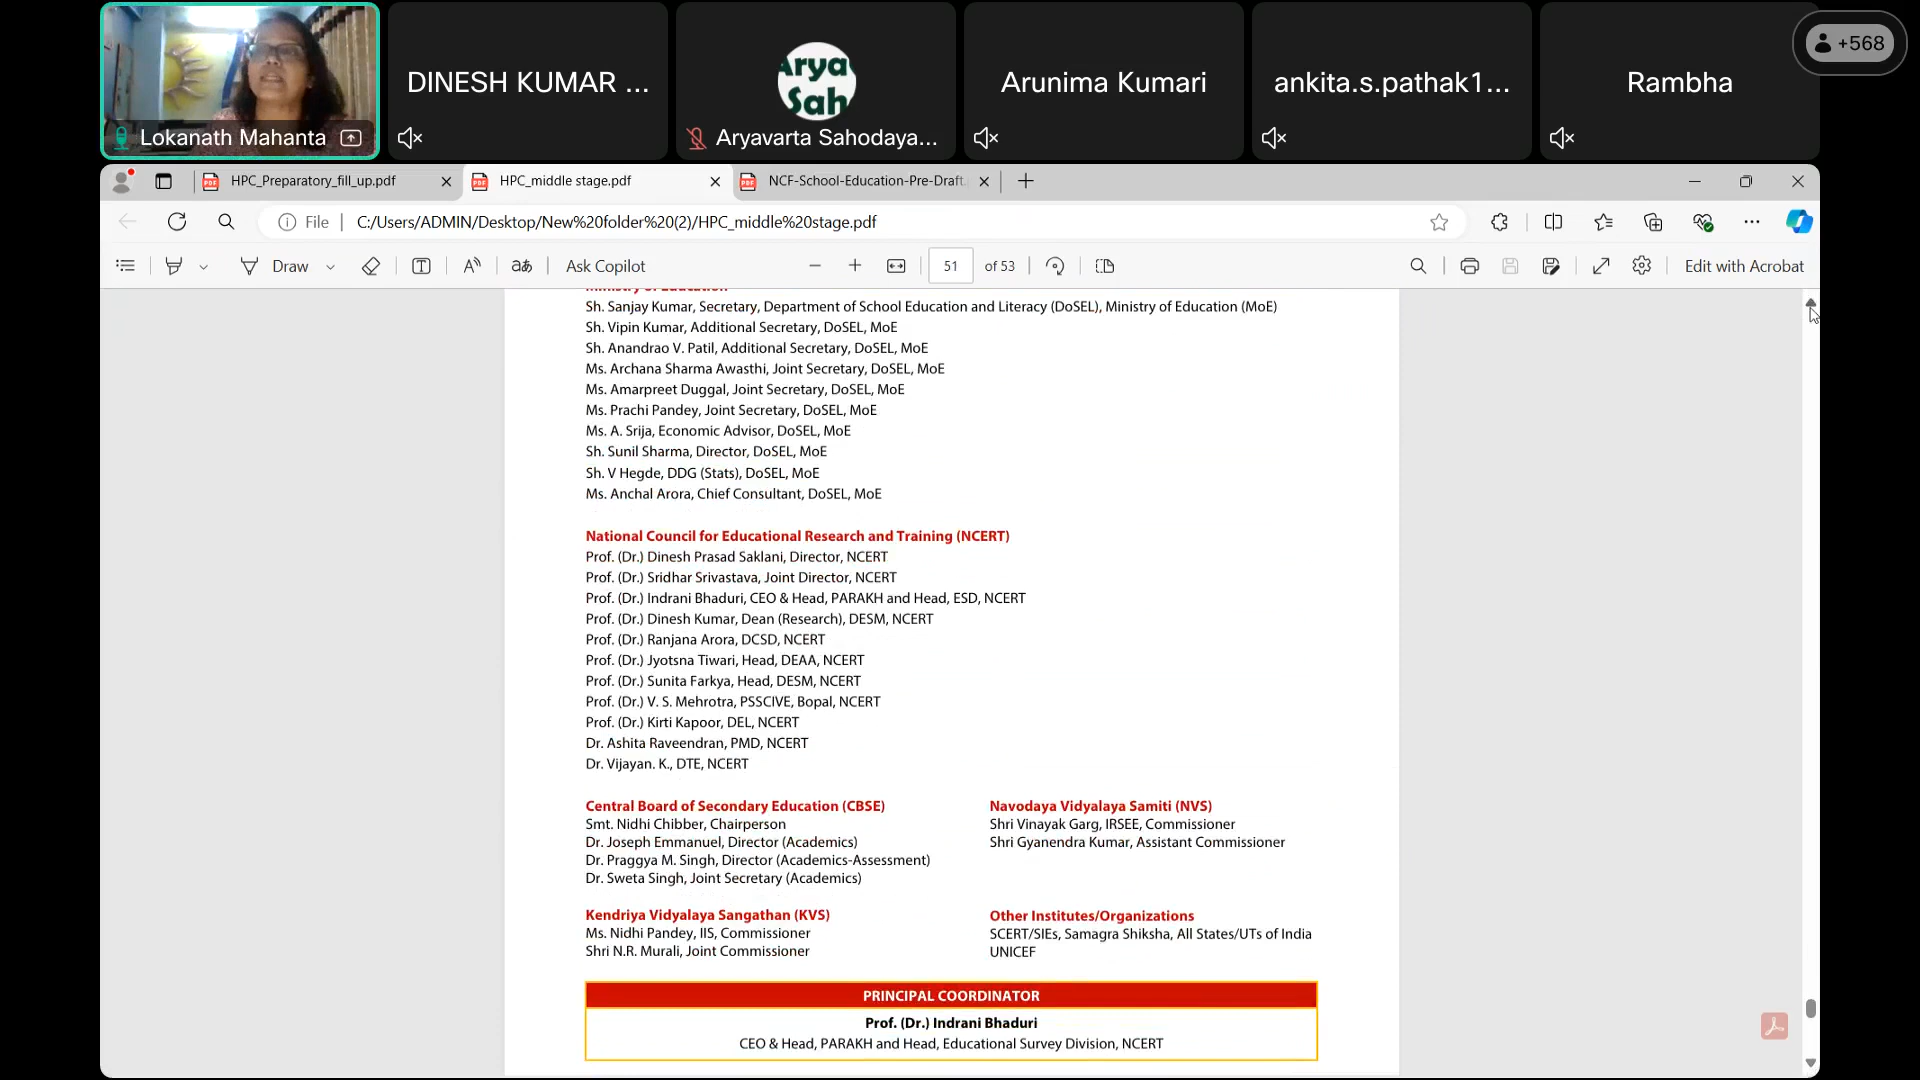 Lokanath Mahanta
DINESH KUMAR ...
Arya
Sah
Aryavarta Sahodaya...
Arunima Kumari
ankita.s.pathak1...
Rambha
+568
HPC_Preparatory_fill_up.pdf
HPC_middle stage.pdf
NCF-School-Education-Pre-Draft.
File
C:/Users/ADMIN/Desktop/New%20folder%20(2)/HPC_middle%20stage.pdf
Draw
Ask Copilot
51 of 53
Edit with Acrobat
Ministry of Education
Sh. Sanjay Kumar, Secretary, Department of School Education and Literacy (DoSEL), Ministry of Education (MoE)
Sh. Vipin Kumar, Additional Secretary, DoSEL, MoE
Sh. Anandrao V. Patil, Additional Secretary, DoSEL, MoE
Ms. Archana Sharma Awasthi, Joint Secretary, DoSEL, MoE
Ms. Amarpreet Duggal, Joint Secretary, DoSEL, MoE
Ms. Prachi Pandey, Joint Secretary, DoSEL, MoE
Ms. A. Srija, Economic Advisor, DoSEL, MoE
Sh. Sunil Sharma, Director, DoSEL, MoE
Sh. V Hegde, DDG (Stats), DoSEL, MoE
Ms. Anchal Arora, Chief Consultant, DoSEL, MoE
National Council for Educational Research and Training (NCERT)
Prof. (Dr.) Dinesh Prasad Saklani, Director, NCERT
Prof. (Dr.) Sridhar Srivastava, Joint Director, NCERT
Prof. (Dr.) Indrani Bhaduri, CEO & Head, PARAKH and Head, ESD, NCERT
Prof. (Dr.) Dinesh Kumar, Dean (Research), DESM, NCERT
Prof. (Dr.) Ranjana Arora, DCSD, NCERT
Prof. (Dr.) Jyotsna Tiwari, Head, DEAA, NCERT
Prof. (Dr.) Sunita Farkya, Head, DESM, NCERT
Prof. (Dr.) V. S. Mehrotra, PSSCIVE, Bopal, NCERT
Prof. (Dr.) Kirti Kapoor, DEL, NCERT
Dr. Ashita Raveendran, PMD, NCERT
Dr. Vijayan. K., DTE, NCERT
Central Board of Secondary Education (CBSE)
Smt. Nidhi Chibber, Chairperson
Dr. Joseph Emmanuel, Director (Academics)
Dr. Praggya M. Singh, Director (Academics-Assessment)
Dr. Sweta Singh, Joint Secretary (Academics)
Navodaya Vidyalaya Samiti (NVS)
Shri Vinayak Garg, IRSEE, Commissioner
Shri Gyanendra Kumar, Assistant Commissioner
Kendriya Vidyalaya Sangathan (KVS)
Ms. Nidhi Pandey, IIS, Commissioner
Shri N.R. Murali, Joint Commissioner
Other Institutes/Organizations
SCERT/SIEs, Samagra Shiksha, All States/UTs of India
UNICEF
PRINCIPAL COORDINATOR
Prof. (Dr.) Indrani Bhaduri
CEO & Head, PARAKH and Head, Educational Survey Division, NCERT